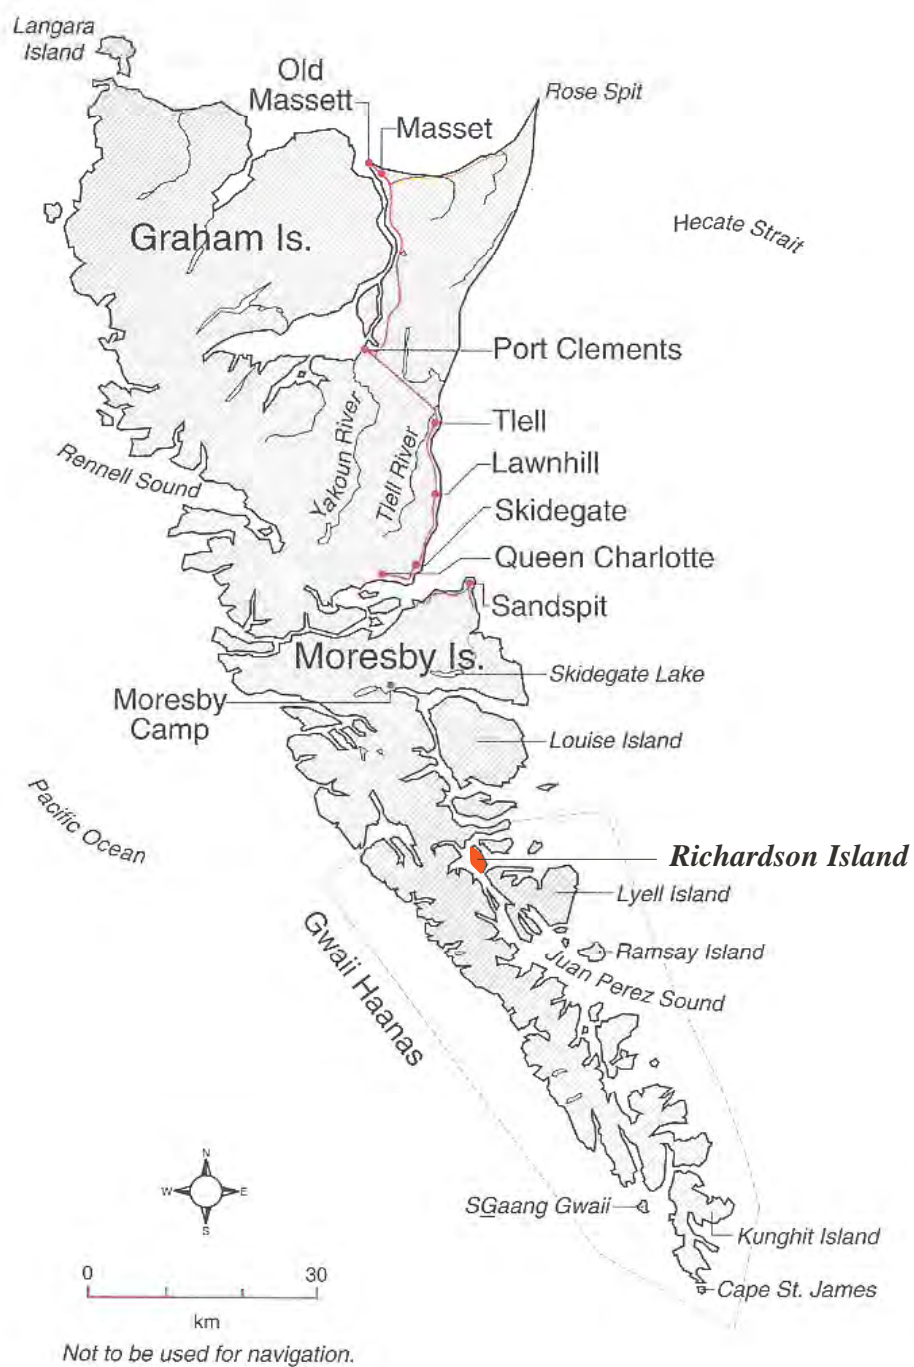 Langara
Island
Old
Massett
Rose Spit
Masset
Hecate Strait
Graham Is.
Port Clements
Tlell
Yakoun River
Tlell River
Rennell Sound
Lawnhill
Skidegate
Queen Charlotte
Sandspit
Moresby Is.
Skidegate Lake
Moresby
Camp
Louise Island
Pacific Ocean
Richardson Island
Lyell Island
Gwaii Haanas
Ramsay Island
Juan Perez Sound
N
W E
S
SGaang Gwaii
Kunghit Island
0 30
km
Cape St. James
Not to be used for navigation.